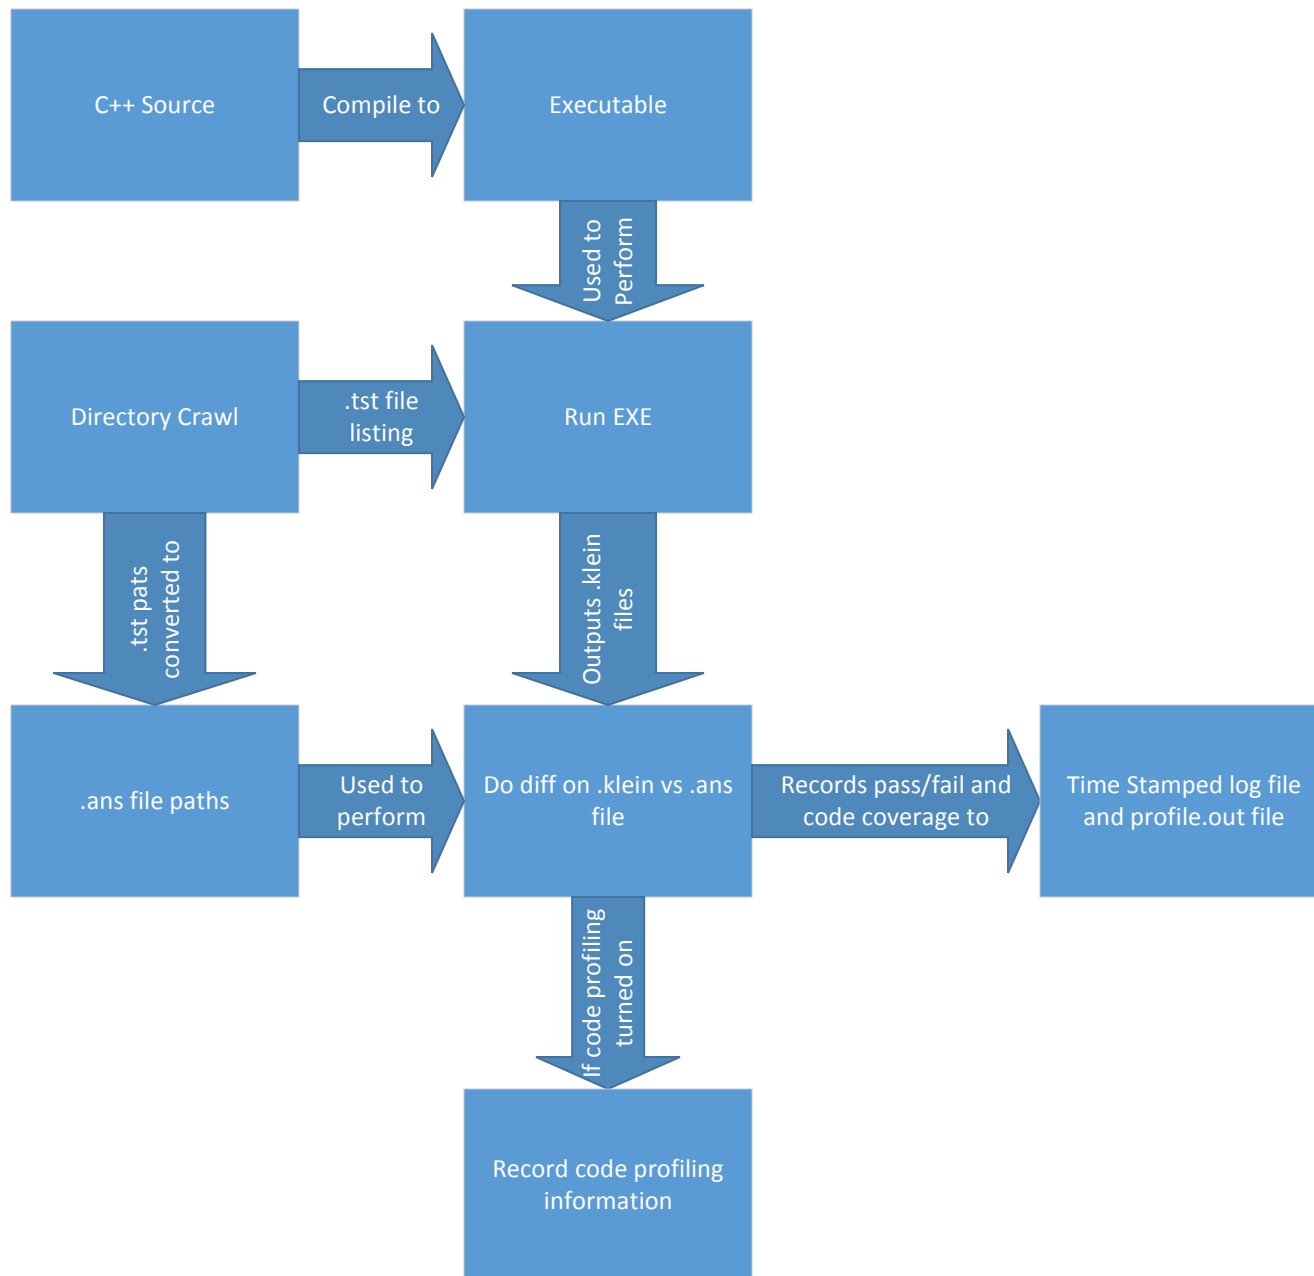 C++ Source
Compile to
Executable
Used to
Perform
Directory Crawl
.tst file
listing
Run EXE
.tst pats
converted to
Outputs .klein
files
.ans file paths
Used to
perform
Do diff on .klein vs .ans
file
Records pass/fail and
code coverage to
Time Stamped log file
and profile.out file
If code profiling
turned on
Record code profiling
information